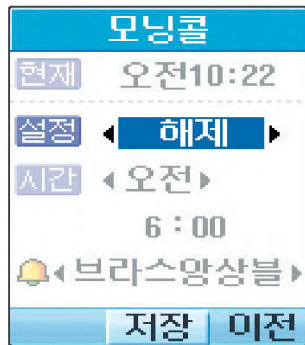 모닝콜
현재 오전10:22
설정 해제
시간 오전
6:00
브라스앙상블
저장 이전